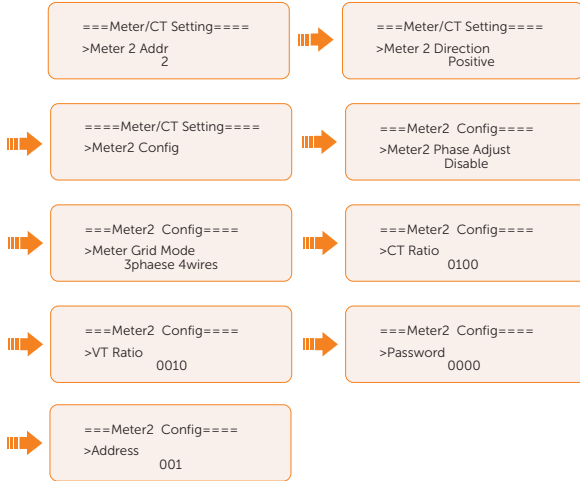 ===Meter/CT Setting====
>Meter 2 Addr
2
===Meter/CT Setting====
>Meter 2 Direction
Positive
====Meter/CT Setting====
>Meter2 Config
===Meter2 Config====
>Meter2 Phase Adjust
Disable
===Meter2 Config====
>Meter Grid Mode
3phaese 4wires
===Meter2 Config====
>CT Ratio
0100
===Meter2 Config====
>VT Ratio
0010
===Meter2 Config====
>Password
0000
===Meter2 Config====
>Address
001